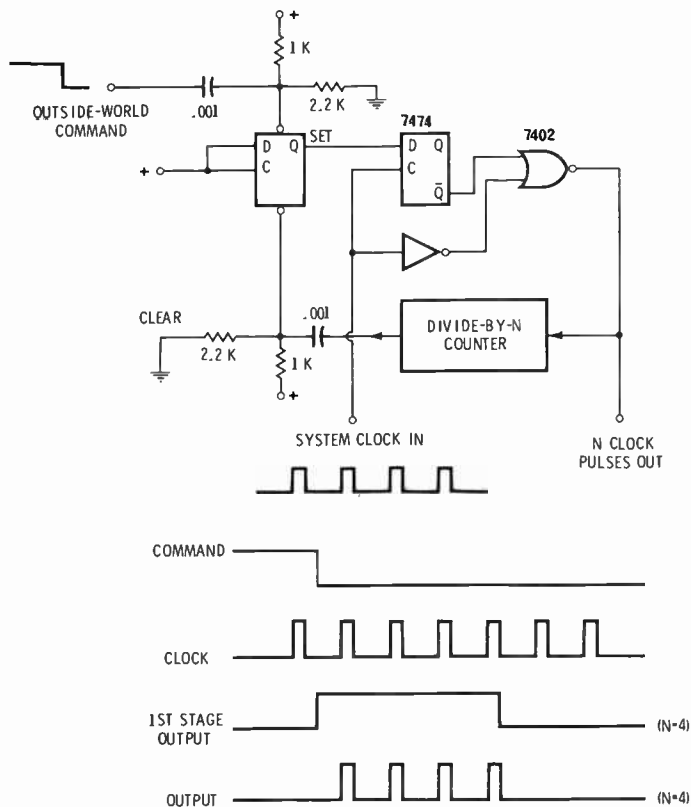 +
1 K
OUTSIDE-WORLD
COMMAND
.001
2.2 K
SET
7474
7402
+
D Q
C
D Q
C
Q̅
CLEAR
2.2 K
.001
1 K
+
DIVIDE-BY-N
COUNTER
SYSTEM CLOCK IN
N CLOCK
PULSES OUT
COMMAND
CLOCK
1ST STAGE
OUTPUT
(N=4)
OUTPUT
(N=4)